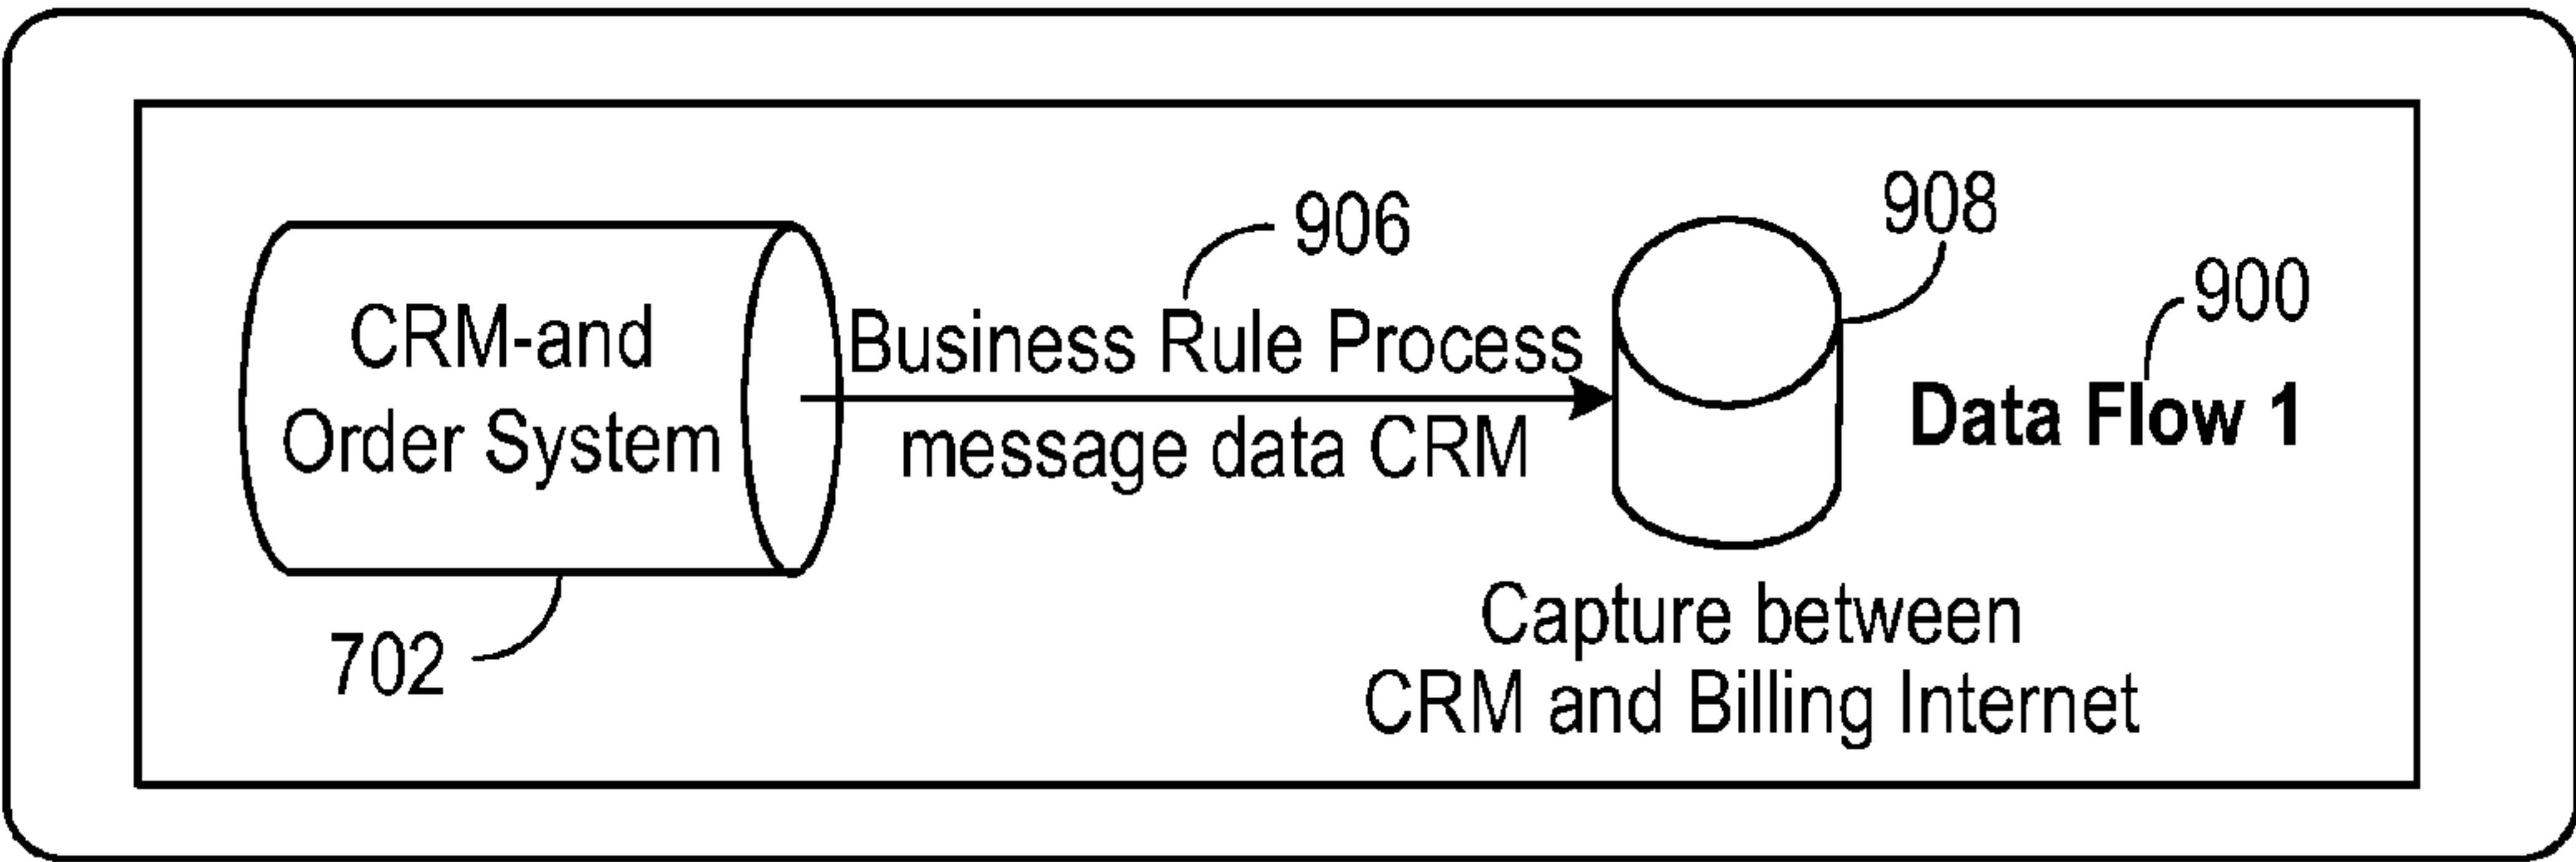 906
908
900
CRM-and
Order System
Business Rule Process
message data CRM
Data Flow 1
702
Capture between
CRM and Billing Internet